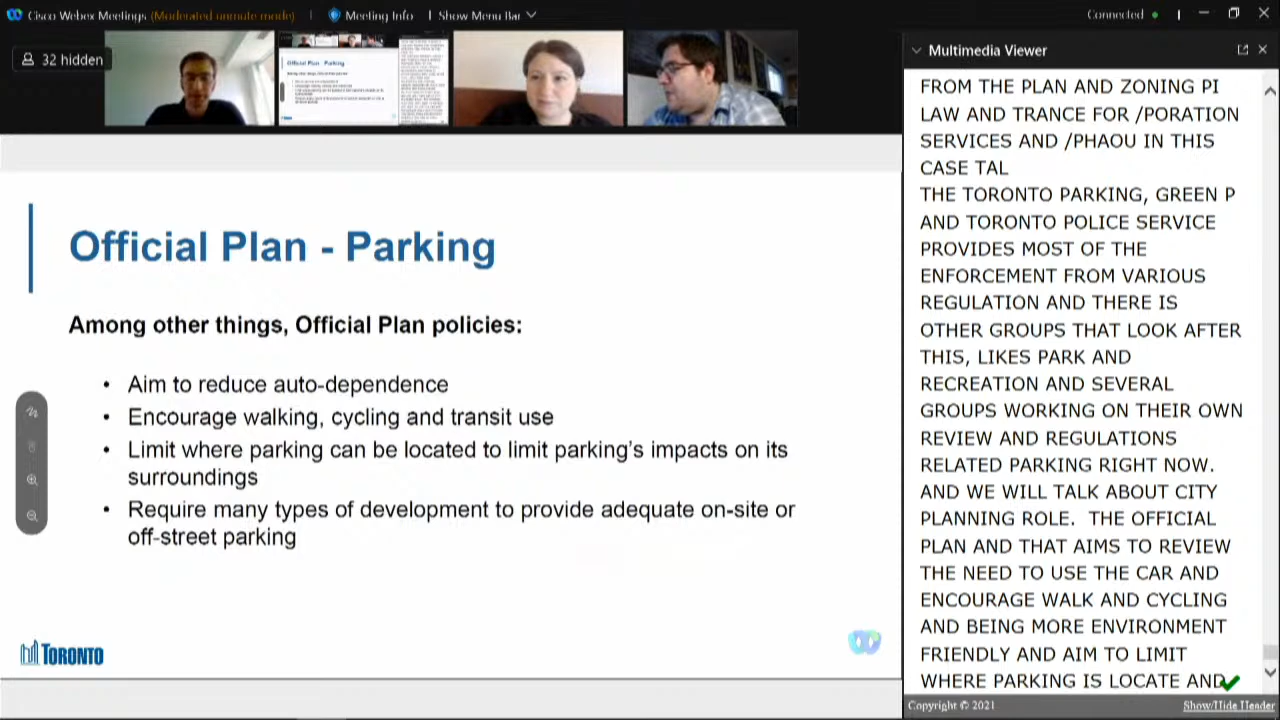 Cisco Webex Meetings (Moderated unmute mode) | Meeting Info | Show Menu Bar
Connected
32 hidden
Official Plan - Parking
Official Plan - Parking
Among other things, Official Plan policies:
• Aim to reduce auto-dependence
• Encourage walking, cycling and transit use
• Limit where parking can be located to limit parking's impacts on its
surroundings
• Require many types of development to provide adequate on-site or
off-street parking
TORONTO
Multimedia Viewer
FROM THE PLAN AND ZONING PI
LAW AND TRANCE FOR /PORATION
SERVICES AND /PHAOU IN THIS
CASE TAL
THE TORONTO PARKING, GREEN P
AND TORONTO POLICE SERVICE
PROVIDES MOST OF THE
ENFORCEMENT FROM VARIOUS
REGULATION AND THERE IS
OTHER GROUPS THAT LOOK AFTER
THIS, LIKES PARK AND
RECREATION AND SEVERAL
GROUPS WORKING ON THEIR OWN
REVIEW AND REGULATIONS
RELATED PARKING RIGHT NOW.
AND WE WILL TALK ABOUT CITY
PLANNING ROLE.  THE OFFICIAL
PLAN AND THAT AIMS TO REVIEW
THE NEED TO USE THE CAR AND
ENCOURAGE WALK AND CYCLING
AND BEING MORE ENVIRONMENT
FRIENDLY AND AIM TO LIMIT
WHERE PARKING IS LOCATE AND
Copyright © 2021
Show/Hide Header